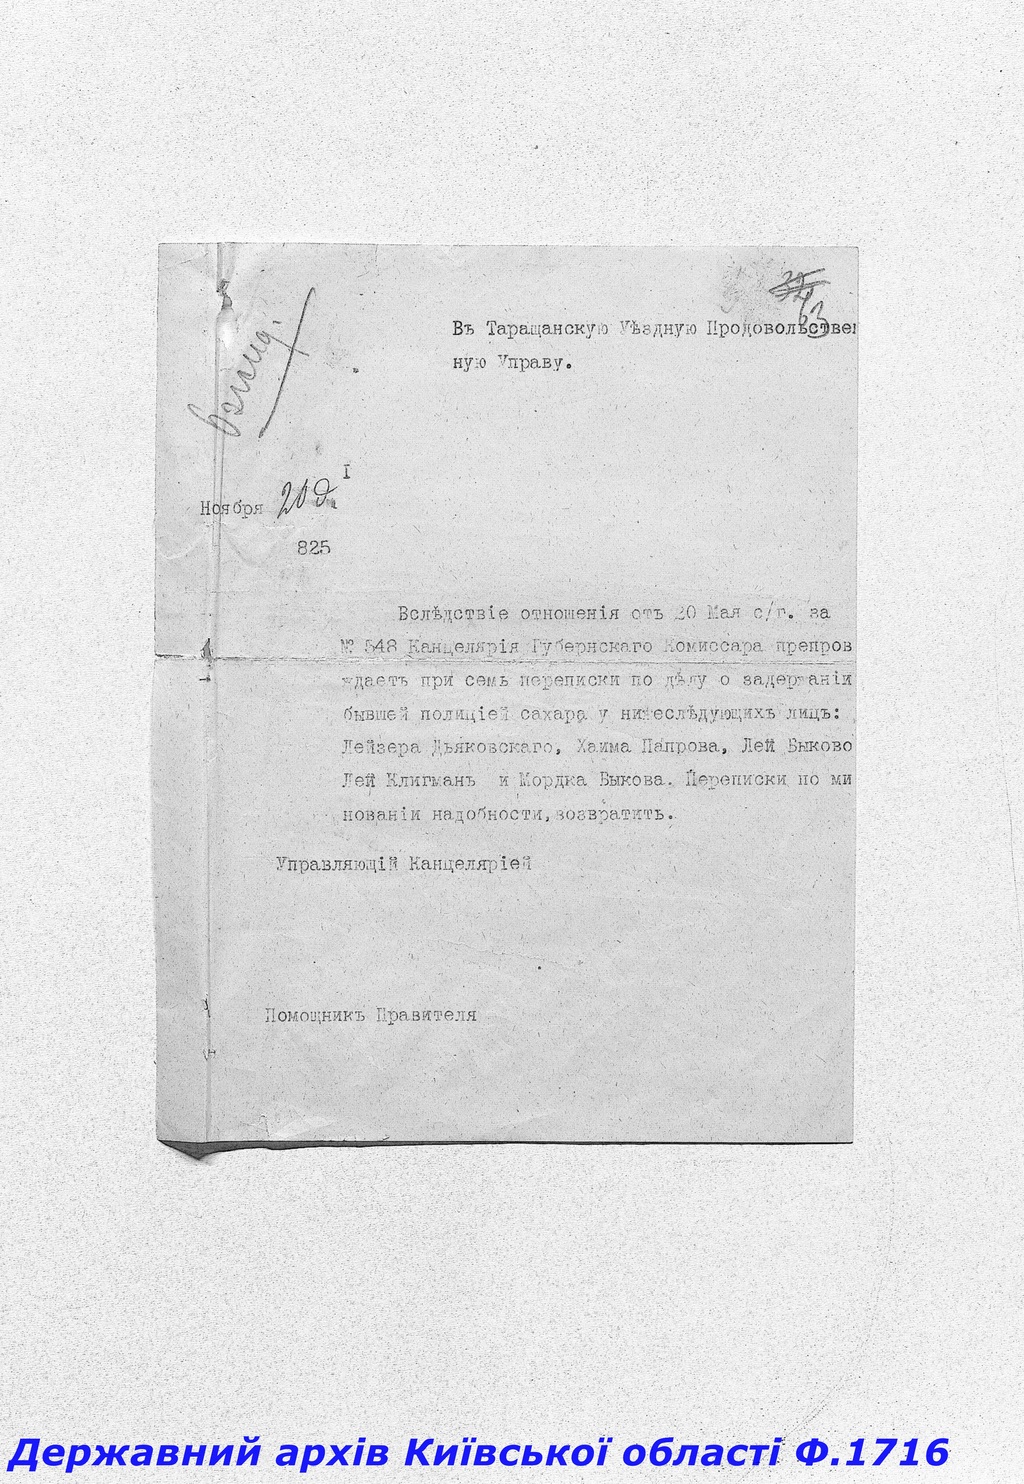 63
Въ Таращанскую Уѣздную Продовольствен
ную Управу.
I
Ноября 20 д.
825
Вслѣдствіе отношенія отъ 20 Мая с/г. за
№ 548 Канцелярія Губернскаго Комиссара препров
ждаетъ при семъ переписки по дѣлу о задержаніи
бывшей полиціей сахара у нижеслѣдующихъ лицъ:
Лейзера Дьяковскаго, Хаима Папрова, Лей Быково
Лей Клигманъ и Мордка Быкова. Переписки по ми
нованіи надобности, возвратить.
Управляющій Канцеляріей
Помощникъ Правителя
Державний архів Київської області Ф.1716